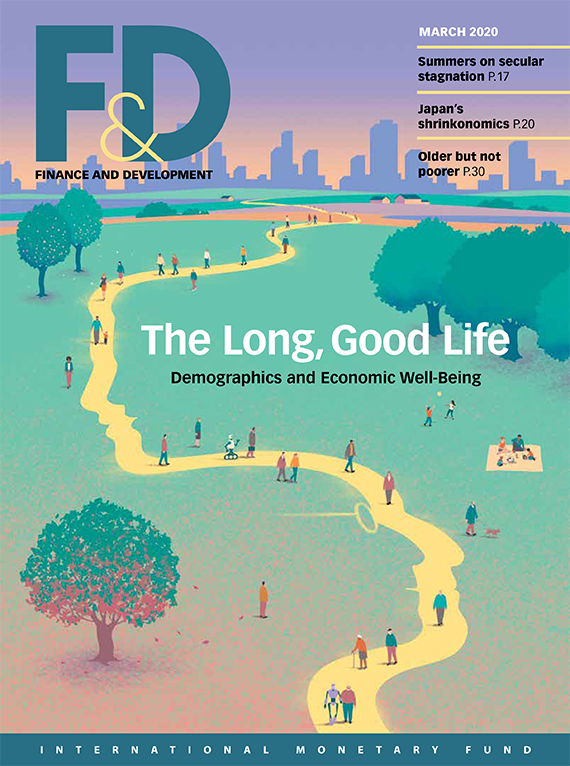 F&D
FINANCE AND DEVELOPMENT
MARCH 2020
Summers on secular
stagnation P.17
Japan's
shrinkonomics P.20
Older but not
poorer P.30
The Long, Good Life
Demographics and Economic Well-Being
INTERNATIONAL MONETARY FUND